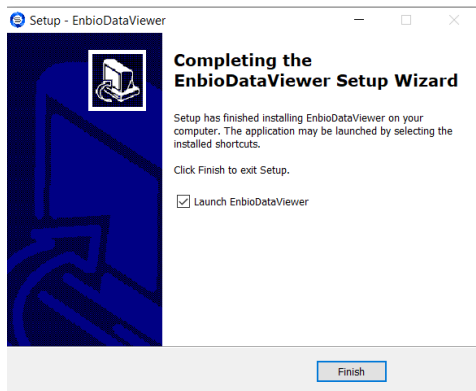 Setup - EnbioDataViewer
Completing the
EnbioDataViewer Setup Wizard
Setup has finished installing EnbioDataViewer on your
computer. The application may be launched by selecting the
installed shortcuts.
Click Finish to exit Setup.
Launch EnbioDataViewer
Finish